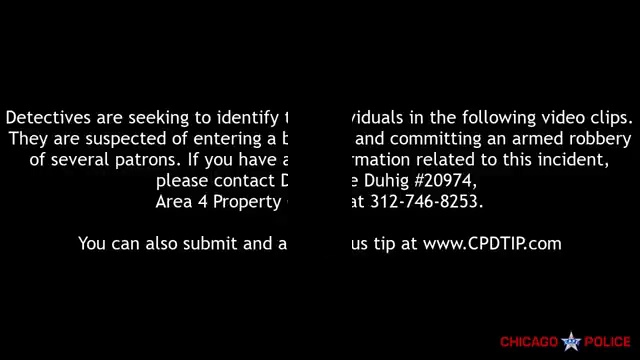 Detectives are seeking to identify t viduals in the following video clips.
They are suspected of entering a b and committing an armed robbery
of several patrons. If you have a rmation related to this incident,
please contact D e Duhig #20974,
Area 4 Property at 312-746-8253.
You can also submit and a us tip at www.CPDTIP.com
CHICAGO POLICE